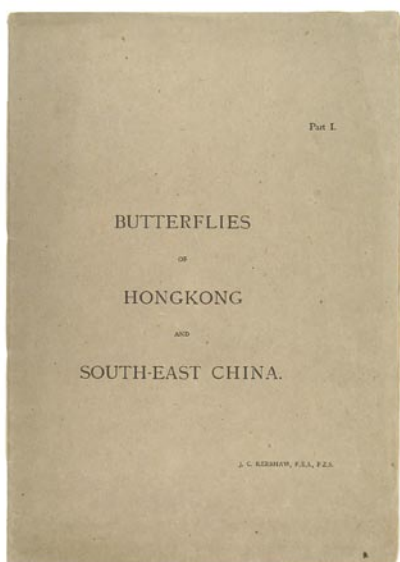 Part I.
BUTTERFLIES
OF
HONGKONG
AND
SOUTH-EAST CHINA.
J. C. KERSHAW, F.E.S., F.Z.S.